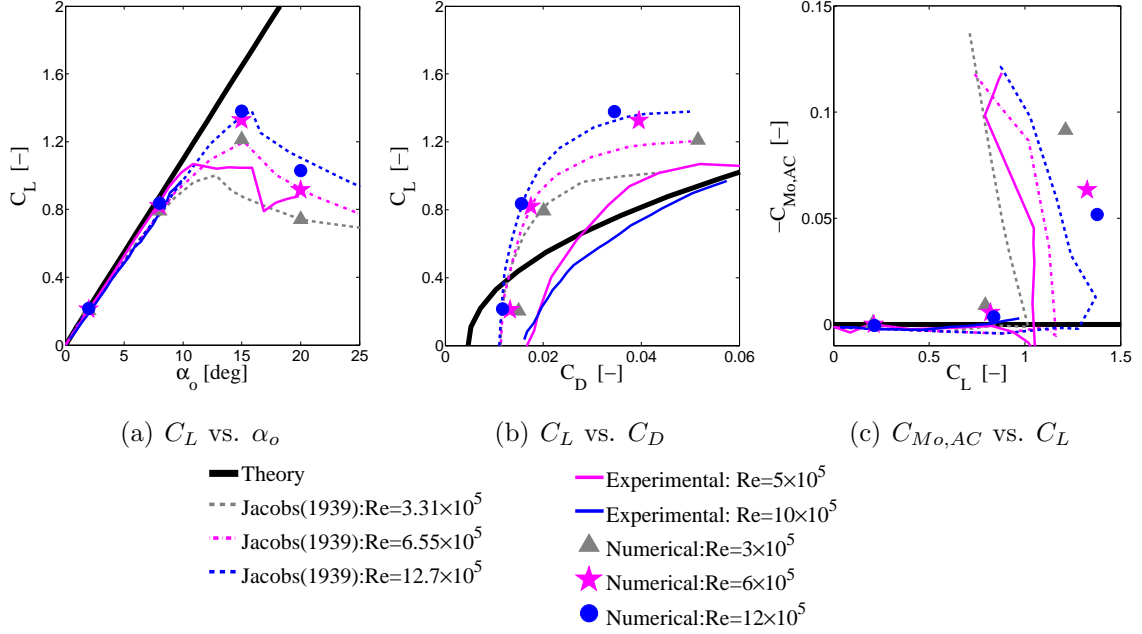 2
1.6
1.2
0.8
0.4
0
0 5 10 15 20 25
C_L [–]
α_o [deg]
2
1.6
1.2
0.8
0.4
0
0.02 0.04 0.06
C_L [–]
C_D [–]
0.15
0.1
0.05
0
0 0.5 1 1.5
−C_Mo,AC [–]
C_L [–]
(a) C_L vs. α_o
(b) C_L vs. C_D
(c) C_Mo,AC vs. C_L
Theory
Jacobs(1939):Re=3.31×10^5
Jacobs(1939):Re=6.55×10^5
Jacobs(1939):Re=12.7×10^5
Experimental: Re=5×10^5
Experimental: Re=10×10^5
Numerical:Re=3×10^5
Numerical:Re=6×10^5
Numerical:Re=12×10^5